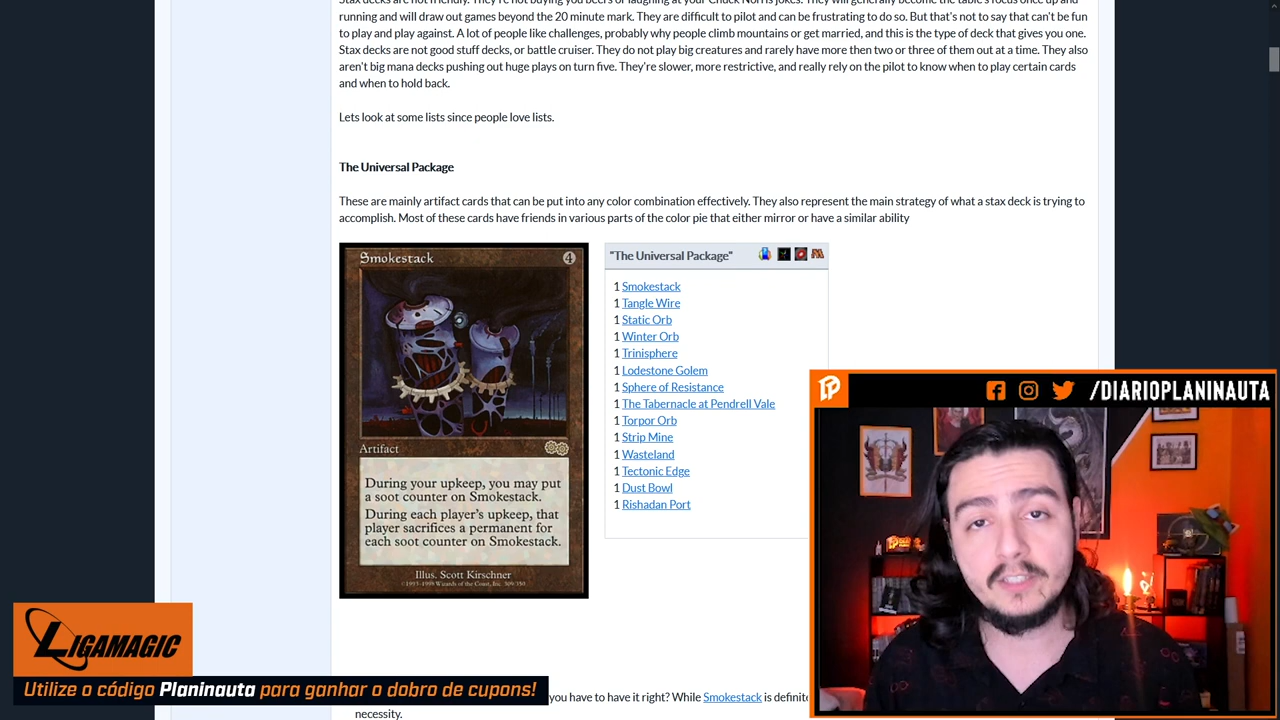 Stax decks are not friendly. They're not buying you beers or laughing at your Chuck Norris jokes. They will generally become the table's focus once up and
running and will draw out games beyond the 20 minute mark. They are difficult to pilot and can be frustrating to do so. But that's not to say that can't be fun
to play and play against. A lot of people like challenges, probably why people climb mountains or get married, and this is the type of deck that gives you one.
Stax decks are not good stuff decks, or battle cruiser. They do not play big creatures and rarely have more then two or three of them out at a time. They also
aren't big mana decks pushing out huge plays on turn five. They're slower, more restrictive, and really rely on the pilot to know when to play certain cards
and when to hold back.
Lets look at some lists since people love lists.
The Universal Package
These are mainly artifact cards that can be put into any color combination effectively. They also represent the main strategy of what a stax deck is trying to
accomplish. Most of these cards have friends in various parts of the color pie that either mirror or have a similar ability
Smokestack 4
Artifact
During your upkeep, you may put
a soot counter on Smokestack.
During each player's upkeep, that
player sacrifices a permanent for
each soot counter on Smokestack.
Illus. Scott Kirschner
©1993-1998 Wizards of the Coast, Inc. 309/350
"The Universal Package"
1 Smokestack
1 Tangle Wire
1 Static Orb
1 Winter Orb
1 Trinisphere
1 Lodestone Golem
1 Sphere of Resistance
1 The Tabernacle at Pendrell Vale
1 Torpor Orb
1 Strip Mine
1 Wasteland
1 Tectonic Edge
1 Dust Bowl
1 Rishadan Port
/DIARIOPLANINAUTA
LIGAMAGIC
Utilize o código Planinauta para ganhar o dobro de cupons!
you have to have it right? While Smokestack is definite
necessity.